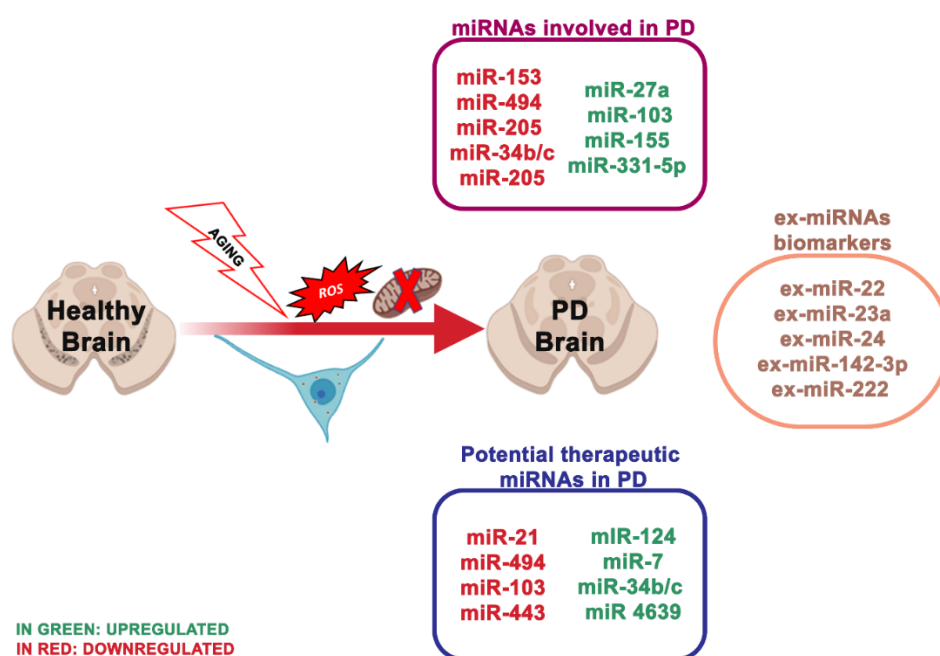 miRNAs involved in PD
miR-153
miR-494
miR-205
miR-34b/c
miR-205
miR-27a
miR-103
miR-155
miR-331-5p
AGING
ROS
Healthy
Brain
PD
Brain
ex-miRNAs
biomarkers
ex-miR-22
ex-miR-23a
ex-miR-24
ex-miR-142-3p
ex-miR-222
Potential therapeutic
miRNAs in PD
miR-21
miR-494
miR-103
miR-443
mIR-124
miR-7
miR-34b/c
miR 4639
IN GREEN: UPREGULATED
IN RED: DOWNREGULATED